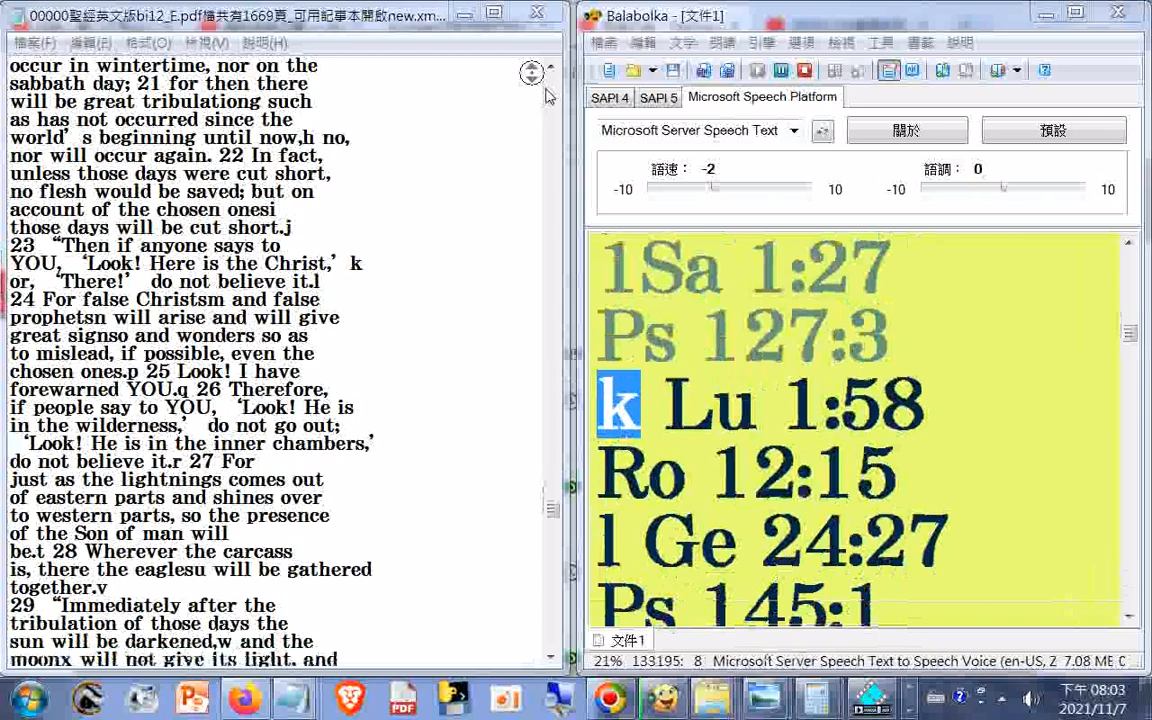 00000聖經英文版bi12_E.pdf檔共有1669頁_可用記事本開啟new.xm...
檔案(F) 編輯(E) 格式(O) 檢視(V) 說明(H)
occur in wintertime, nor on the
sabbath day; 21 for then there
will be great tribulationg such
as has not occurred since the
world’s beginning until now,h no,
nor will occur again. 22 In fact,
unless those days were cut short,
no flesh would be saved; but on
account of the chosen onesi
those days will be cut short.j
23 “Then if anyone says to
YOU, ‘Look! Here is the Christ,’ k
or, ‘There!’ do not believe it.l
24 For false Christsm and false
prophetsn will arise and will give
great signso and wonders so as
to mislead, if possible, even the
chosen ones.p 25 Look! I have
forewarned YOU.q 26 Therefore,
if people say to YOU, ‘Look! He is
in the wilderness,’ do not go out;
‘Look! He is in the inner chambers,’
do not believe it.r 27 For
just as the lightnings comes out
of eastern parts and shines over
to western parts, so the presence
of the Son of man will
be.t 28 Wherever the carcass
is, there the eaglesu will be gathered
together.v
29 “Immediately after the
tribulation of those days the
sun will be darkened,w and the
moonx will not give its light, and
Balabolka - [文件1]
檔案 編輯 文字 朗讀 引擎 選項 檢視 工具 書籤 說明
SAPI 4 SAPI 5 Microsoft Speech Platform
Microsoft Server Speech Text 關於 預設
語速： -2 語調： 0
-10 10 -10 10
1Sa 1:27
Ps 127:3
k Lu 1:58
Ro 12:15
l Ge 24:27
Ps 145:1
文件1
21% 133195: 8 Microsoft Server Speech Text to Speech Voice (en-US, Z 7.08 ME C
下午 08:03
2021/11/7